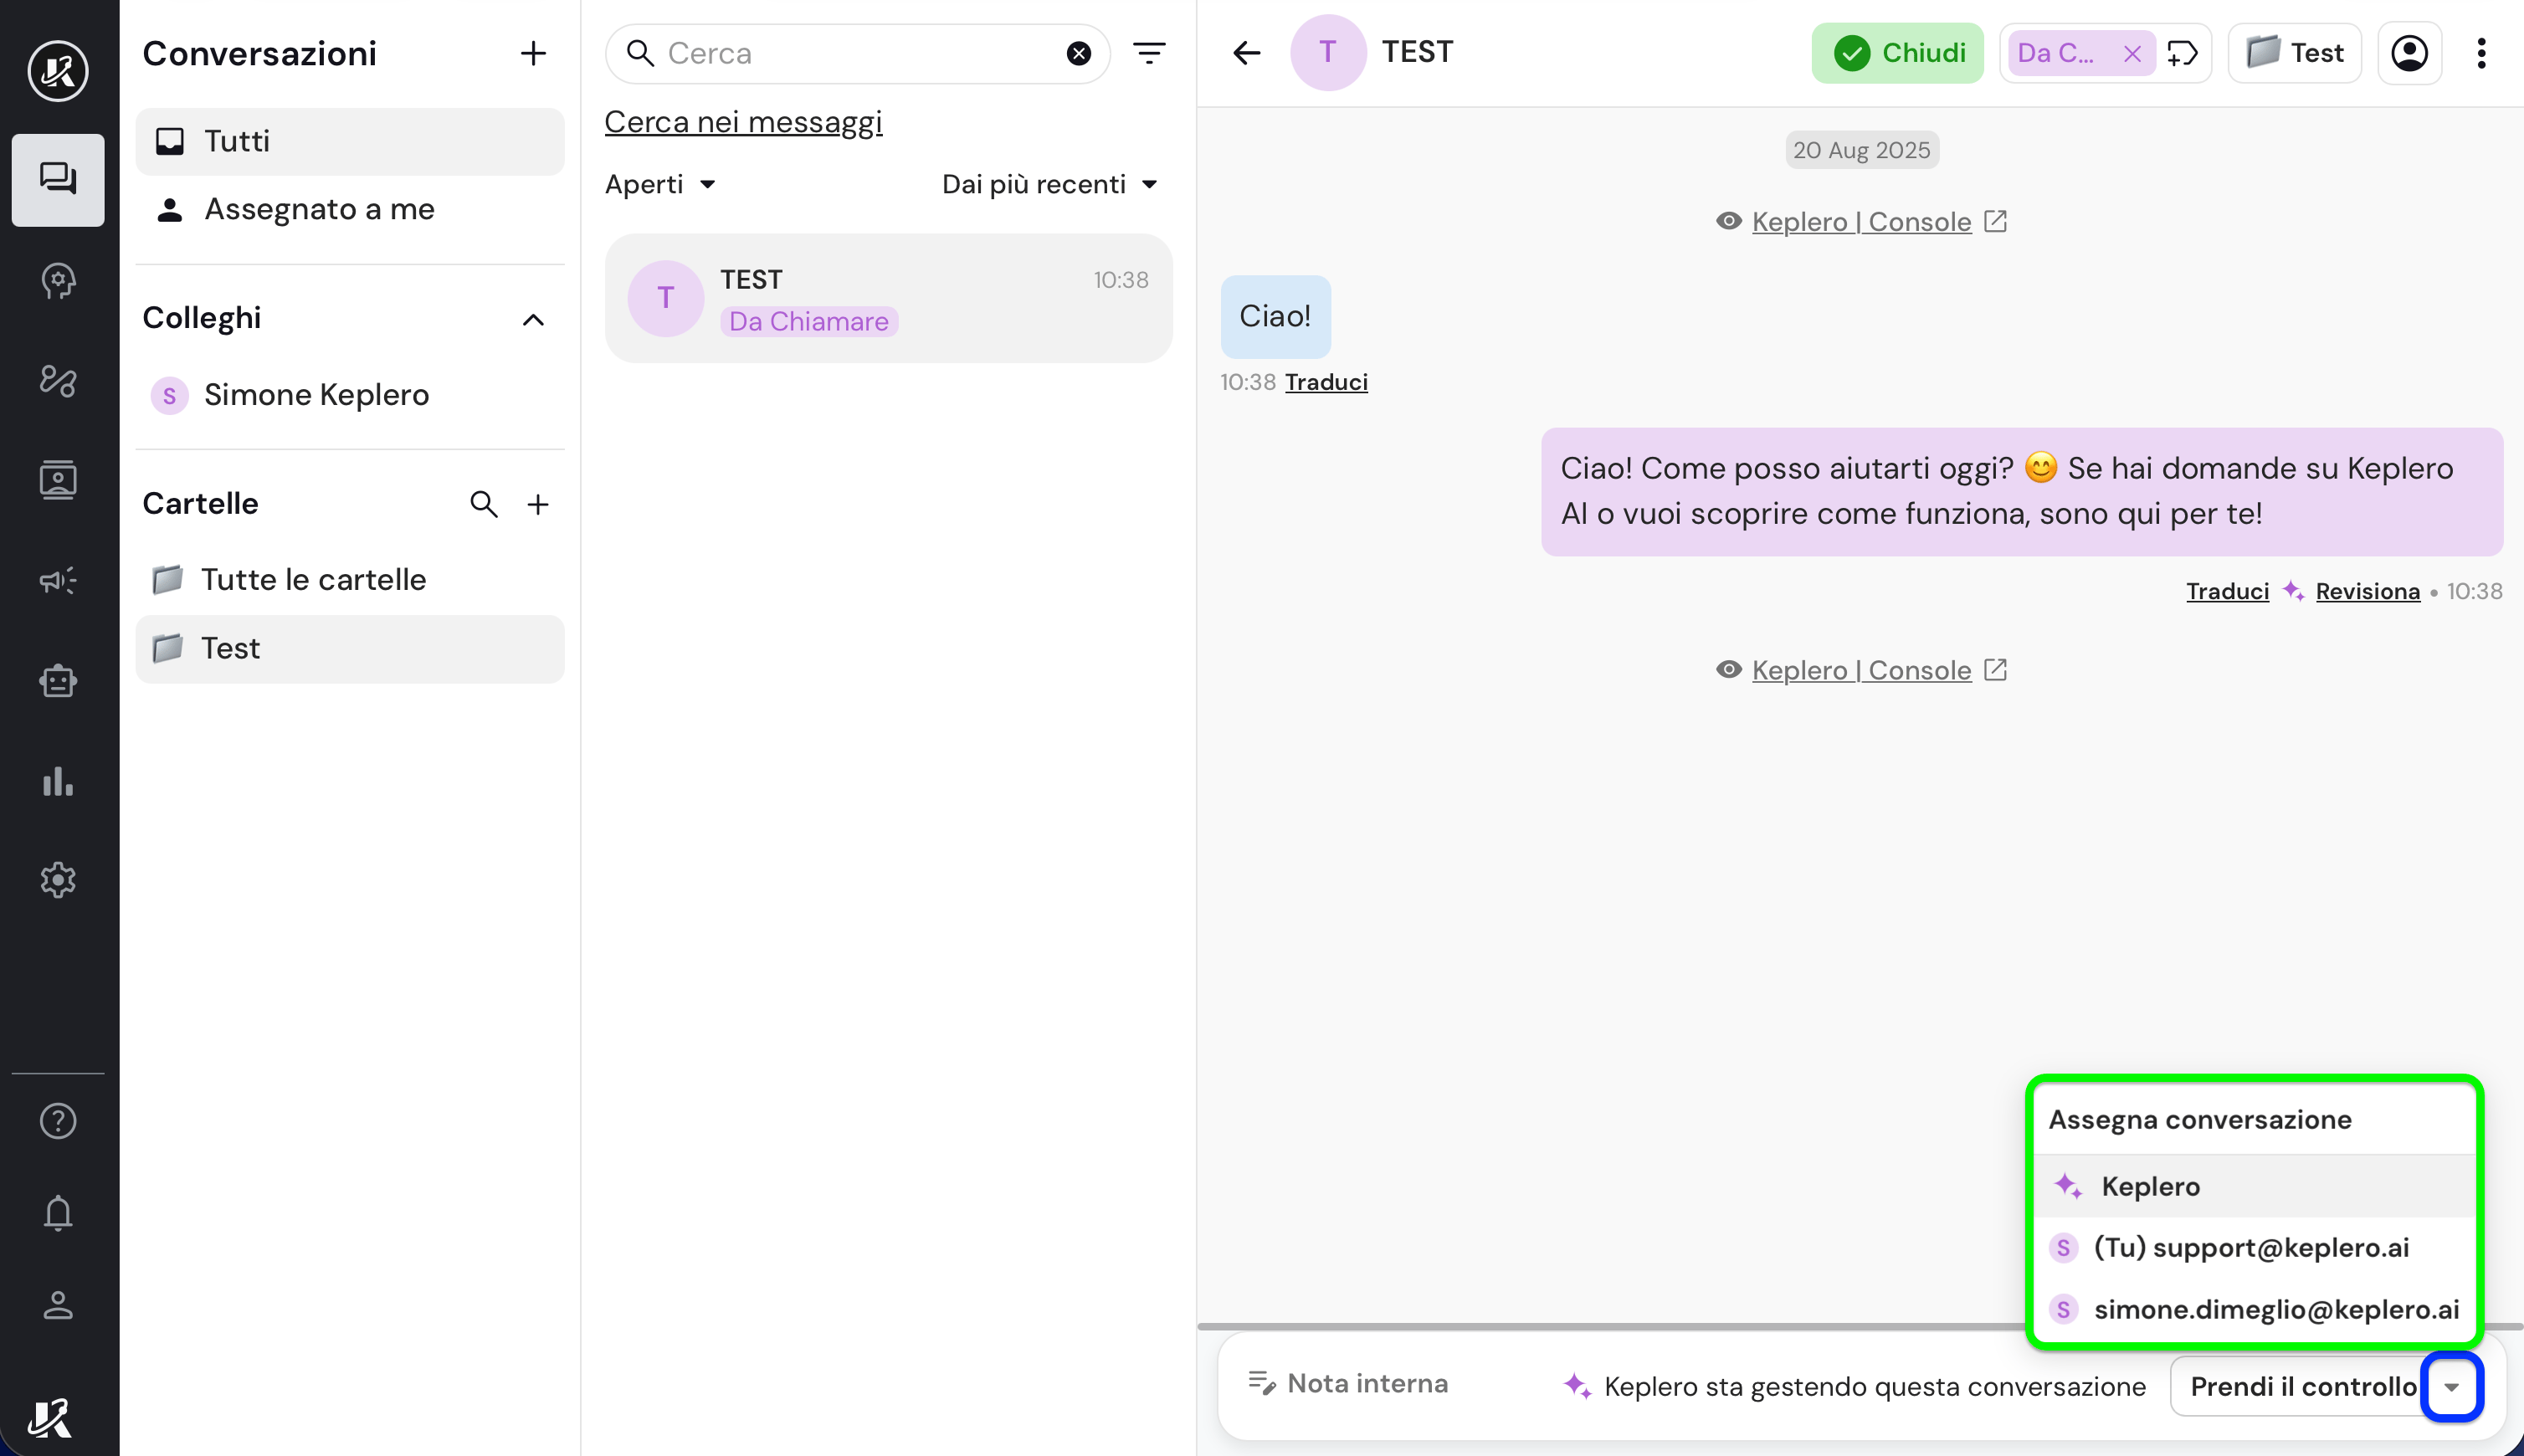 Conversazioni
Tutti
Assegnato a me
Colleghi
S Simone Keplero
Cartelle
Tutte le cartelle
Test
Cerca
Cerca nei messaggi
Aperti
Dai più recenti
T
TEST
10:38
Da Chiamare
T
TEST
Chiudi
Da C...
Test
20 Aug 2025
Keplero | Console
Ciao!
10:38 Traduci
Ciao! Come posso aiutarti oggi? 😊 Se hai domande su Keplero
AI o vuoi scoprire come funziona, sono qui per te!
Traduci Revisiona • 10:38
Keplero | Console
Assegna conversazione
Keplero
S (Tu) support@keplero.ai
S simone.dimeglio@keplero.ai
Nota interna
Keplero sta gestendo questa conversazione
Prendi il controllo